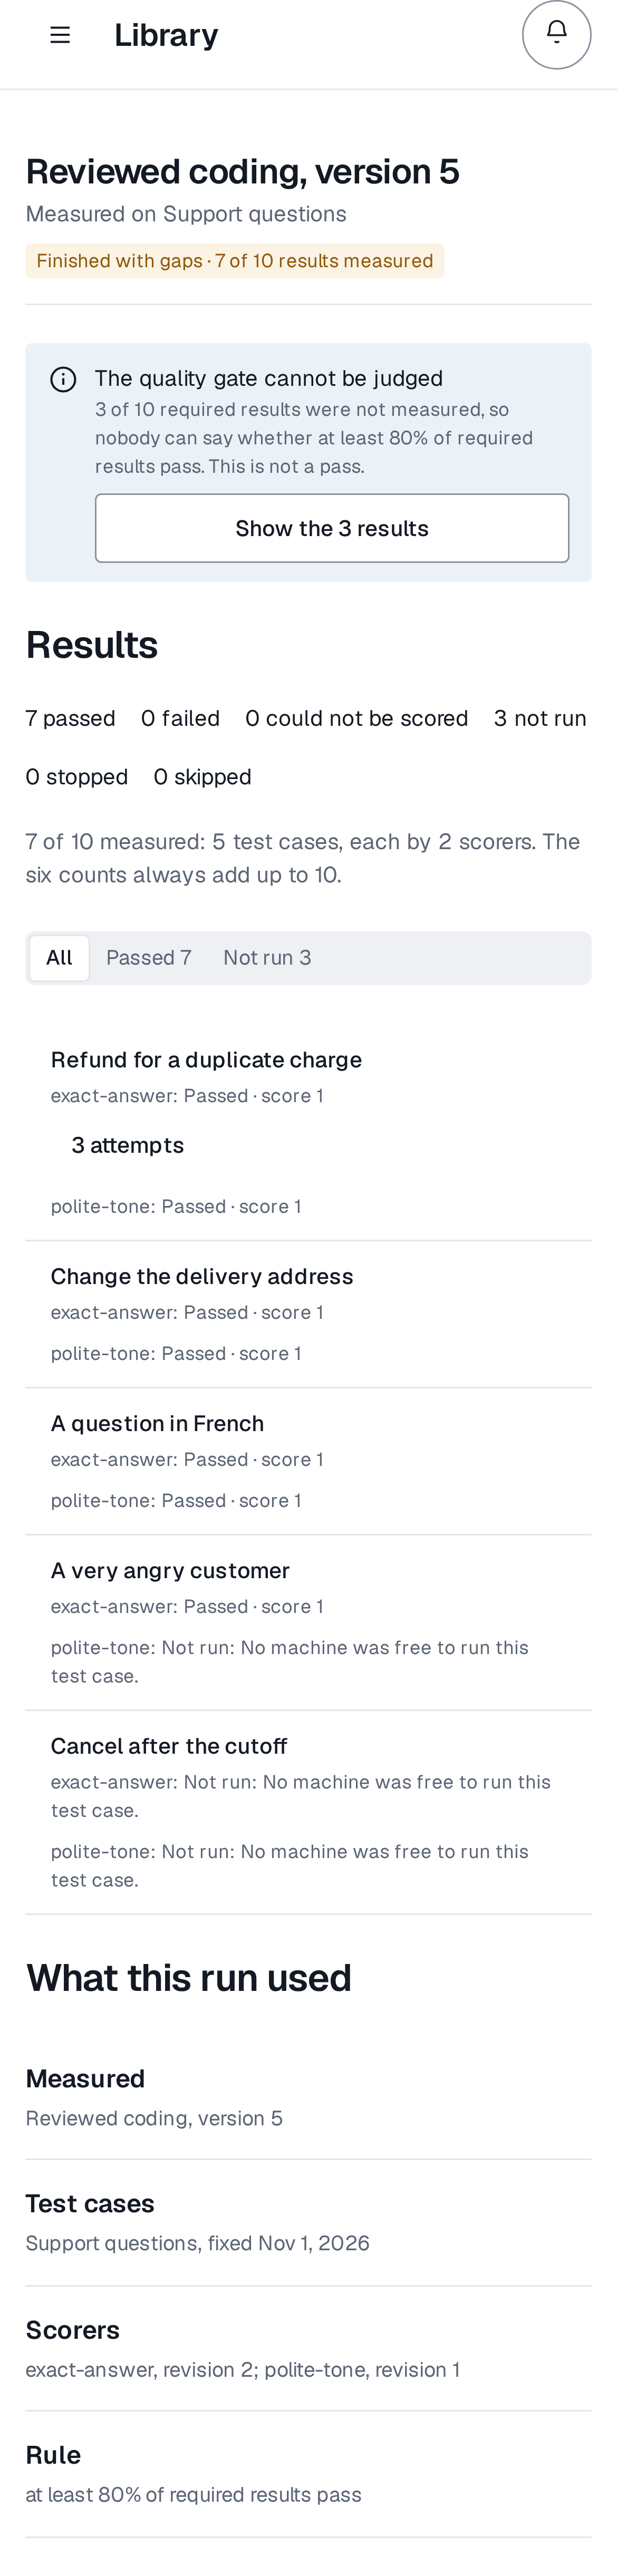 Library
Reviewed coding, version 5
Measured on Support questions
Finished with gaps · 7 of 10 results measured
The quality gate cannot be judged
3 of 10 required results were not measured, so
nobody can say whether at least 80% of required
results pass. This is not a pass.
Show the 3 results
Results
7 passed 0 failed 0 could not be scored 3 not run
0 stopped 0 skipped
7 of 10 measured: 5 test cases, each by 2 scorers. The
six counts always add up to 10.
All Passed 7 Not run 3
Refund for a duplicate charge
exact-answer: Passed · score 1
3 attempts
polite-tone: Passed · score 1
Change the delivery address
exact-answer: Passed · score 1
polite-tone: Passed · score 1
A question in French
exact-answer: Passed · score 1
polite-tone: Passed · score 1
A very angry customer
exact-answer: Passed · score 1
polite-tone: Not run: No machine was free to run this
test case.
Cancel after the cutoff
exact-answer: Not run: No machine was free to run this
test case.
polite-tone: Not run: No machine was free to run this
test case.
What this run used
Measured
Reviewed coding, version 5
Test cases
Support questions, fixed Nov 1, 2026
Scorers
exact-answer, revision 2; polite-tone, revision 1
Rule
at least 80% of required results pass